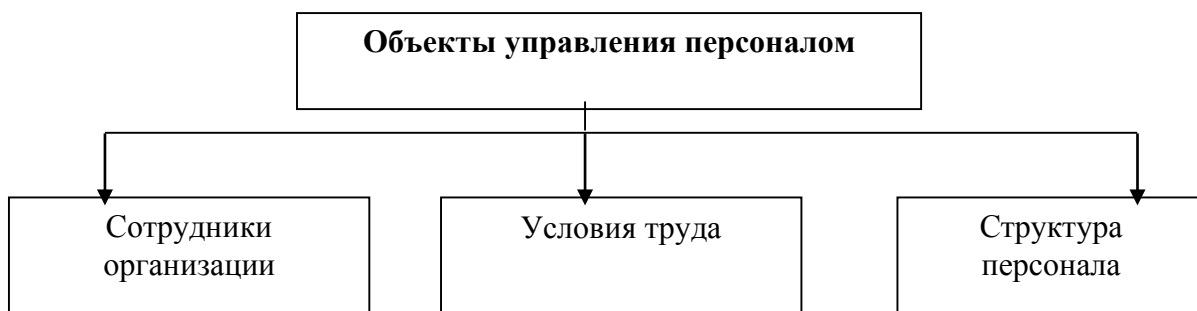 Объекты управления персоналом
Сотрудники
организации
Условия труда
Структура
персонала